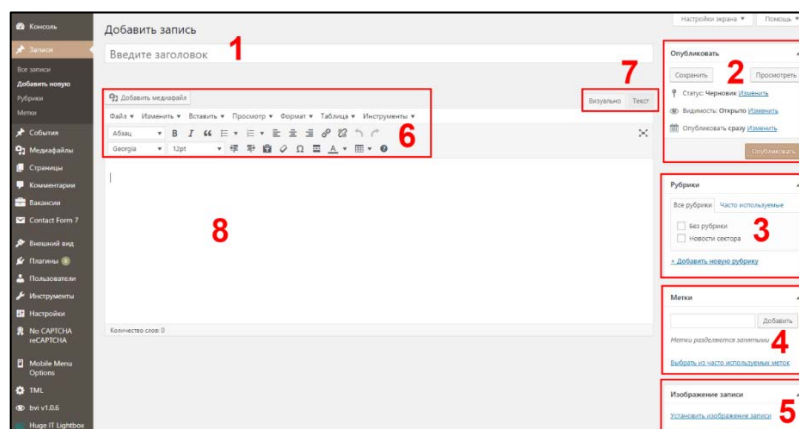 Настройки экрана ▼ Помощь ▼
Консоль
Записи
Все записи
Добавить новую
Рубрики
Метки
События
Медиафайлы
Страницы
Комментарии
Вакансии
Contact Form 7
Внешний вид
Плагины
Пользователи
Инструменты
Настройки
No CAPTCHA
reCAPTCHA
Mobile Menu
Options
TML
bvi v1.0.6
Huge IT Lightbox
Добавить запись
Введите заголовок
1
7
Добавить медиафайл
Визуально Текст
Файл ▼ Изменить ▼ Вставить ▼ Просмотр ▼ Формат ▼ Таблица ▼ Инструменты ▼
Абзац
Georgia 12pt
6
8
Количество слов: 0
Опубликовать
2
Сохранить Просмотреть
Статус: Черновик Изменить
Видимость: Открыто Изменить
Опубликовать сразу Изменить
Опубликовать
Рубрики
Все рубрики Часто используемые
Без рубрики
Новости сектора
3
+ Добавить новую рубрику
Метки
Добавить
Метки разделяются запятыми
4
Выбрать из часто используемых меток
Изображение записи
Установить изображение записи
5